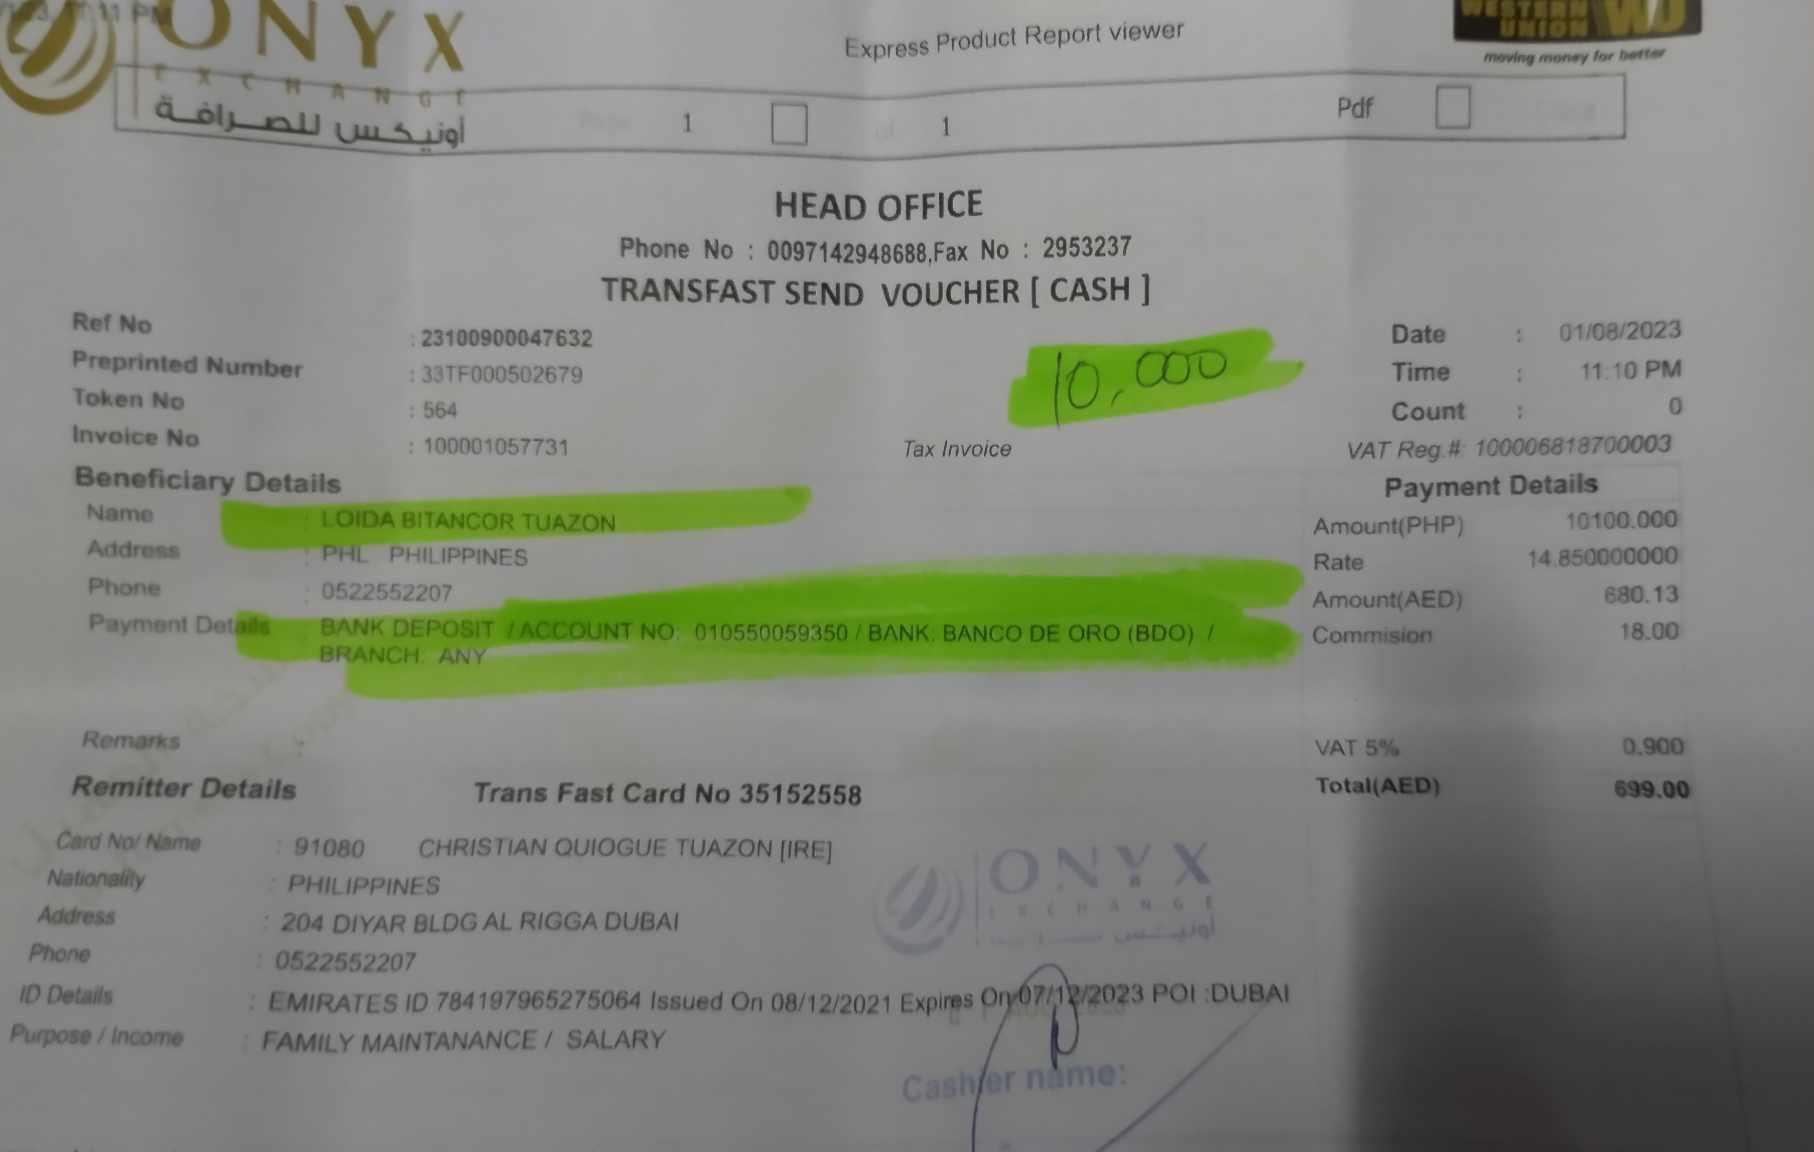 11 PM
ONYX
EXCHANGE
أونيكس للصرافة
Express Product Report viewer
WESTERN UNION WU
moving money for better
Page 1 of 1 Pdf
HEAD OFFICE
Phone No : 0097142948688,Fax No : 2953237
TRANSFAST SEND VOUCHER [ CASH ]
Ref No : 23100900047632
Preprinted Number : 33TF000502679
Token No : 564
Invoice No : 100001057731
10,000
Tax Invoice
Date : 01/08/2023
Time : 11:10 PM
Count : 0
VAT Reg.#: 100006818700003
Beneficiary Details
Name : LOIDA BITANCOR TUAZON
Address : PHL PHILIPPINES
Phone : 0522552207
Payment Details BANK DEPOSIT / ACCOUNT NO: 010550059350 / BANK: BANCO DE ORO (BDO) /
BRANCH: ANY
Payment Details
Amount(PHP) 10100.000
Rate 14.850000000
Amount(AED) 680.13
Commision 18.00
Remarks :
VAT 5% 0.900
Total(AED) 699.00
Remitter Details Trans Fast Card No 35152558
Card No/ Name : 91080 CHRISTIAN QUIOGUE TUAZON [IRE]
Nationality : PHILIPPINES
Address : 204 DIYAR BLDG AL RIGGA DUBAI
Phone : 0522552207
ID Details : EMIRATES ID 784197965275064 Issued On 08/12/2021 Expires On 07/12/2023 POI :DUBAI
Purpose / Income : FAMILY MAINTANANCE / SALARY
ONYX
EXCHANGE
Cashier name: